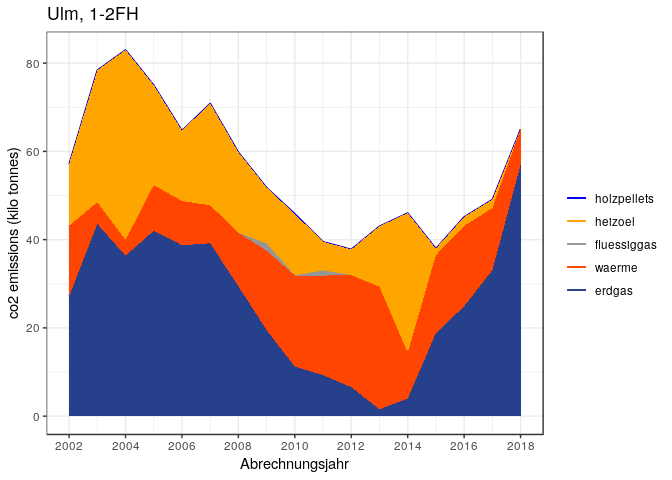 Ulm, 1-2FH
co2 emissions (kilo tonnes)
80
60
40
20
0
2002 2004 2006 2008 2010 2012 2014 2016 2018
Abrechnungsjahr
holzpellets
heizoel
fluessiggas
waerme
erdgas